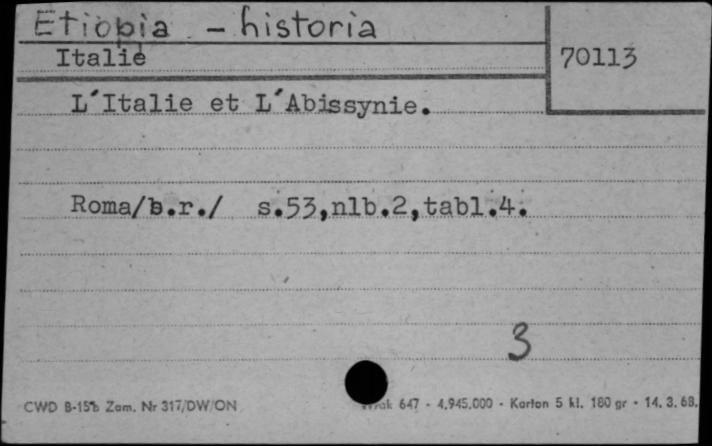 Etiopia - historia
Italie
70113
L'Italie et L'Abissynie.
Roma/b.r./ s.53,nlb.2,tabl.4.
3
CWD B-15b Zam. Nr 317/DW/ON
647 - 4.945.000 - Karton 5 kl. 180 gr - 14. 3. 68.